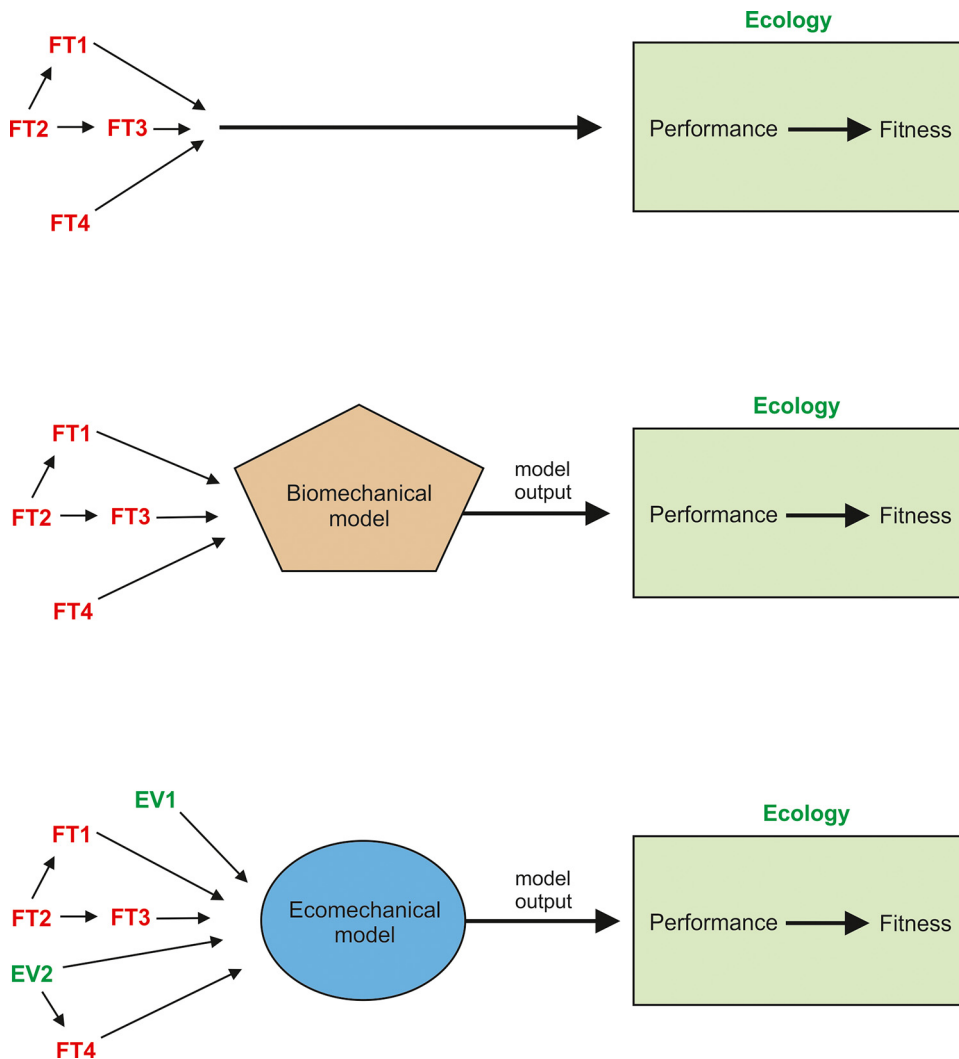 Ecology
FT1
FT2
FT3
FT4
Performance
Fitness
Ecology
FT1
FT2
FT3
FT4
Biomechanical
model
model
output
Performance
Fitness
Ecology
EV1
FT1
FT2
FT3
EV2
FT4
Ecomechanical
model
model
output
Performance
Fitness